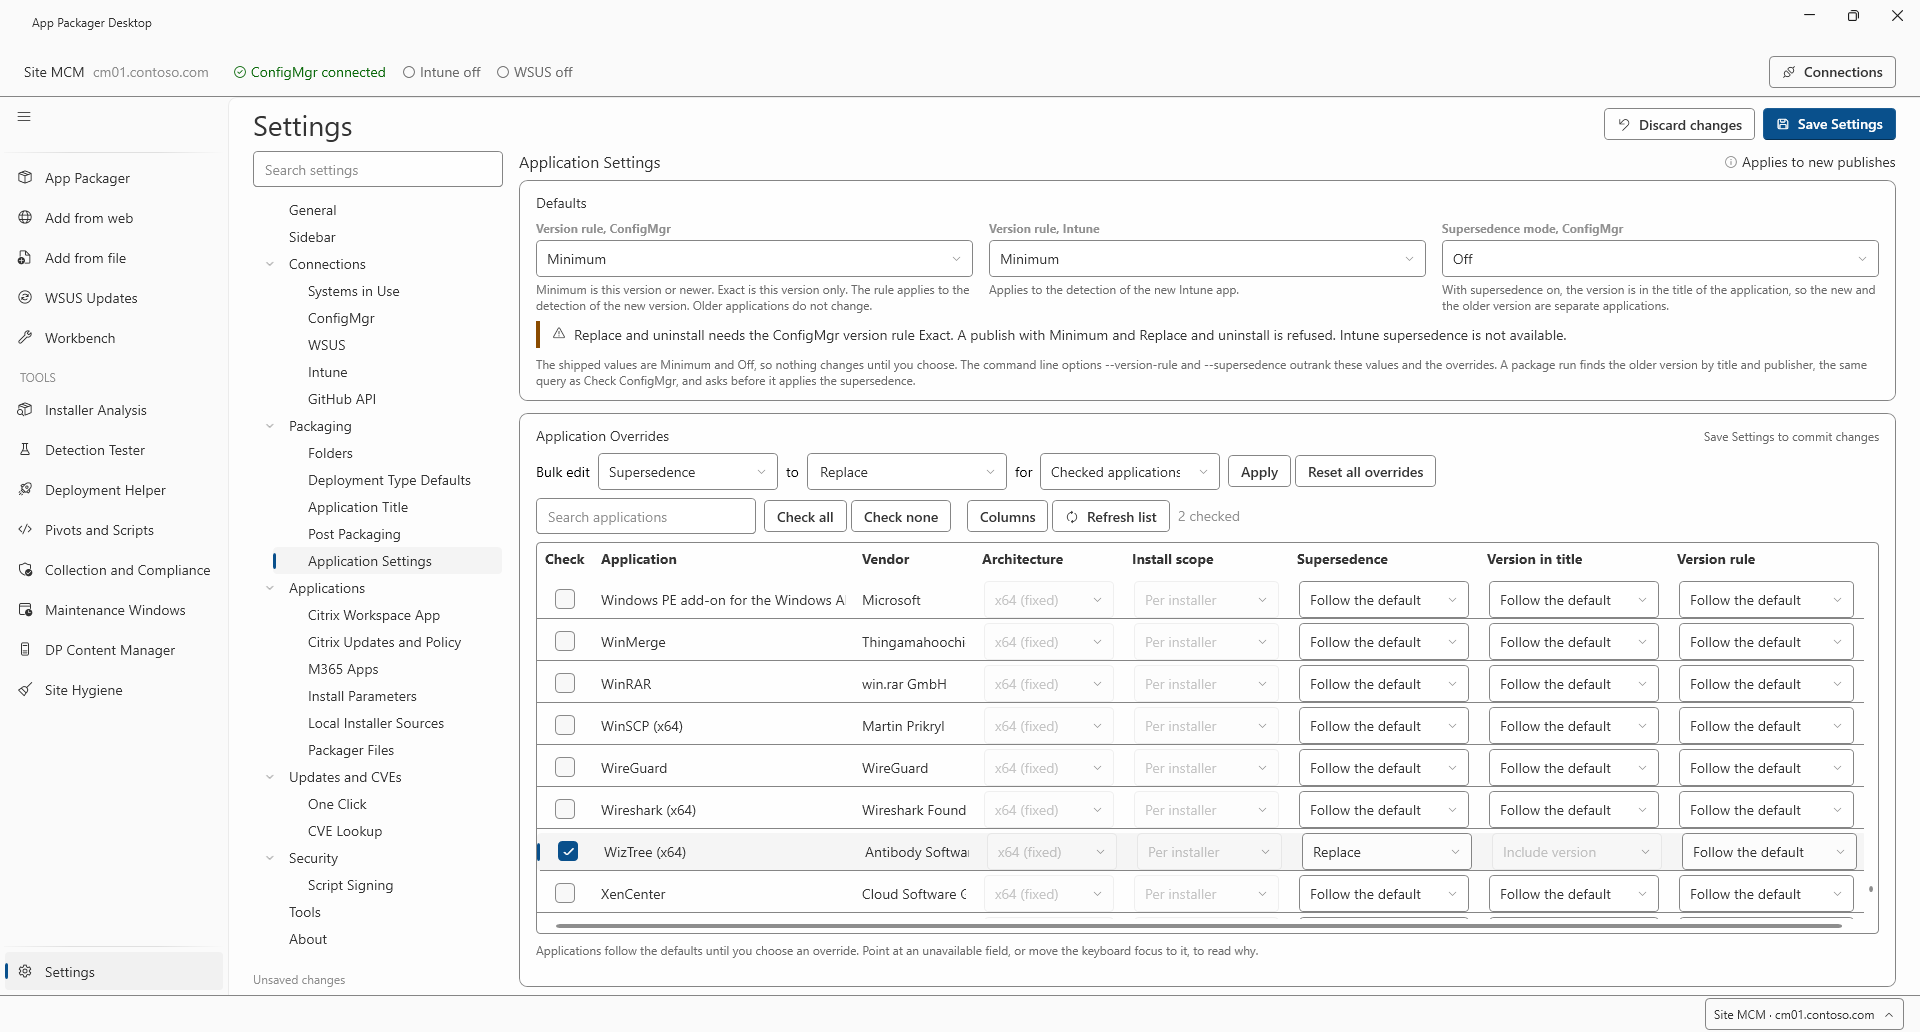 App Packager Desktop
Site MCM cm01.contoso.com ConfigMgr connected Intune off WSUS off Connections
App Packager
Add from web
Add from file
WSUS Updates
Workbench
TOOLS
Installer Analysis
Detection Tester
Deployment Helper
Pivots and Scripts
Collection and Compliance
Maintenance Windows
DP Content Manager
Site Hygiene
Settings
Settings
Discard changes Save Settings
Search settings
General
Sidebar
Connections
Systems in Use
ConfigMgr
WSUS
Intune
GitHub API
Packaging
Folders
Deployment Type Defaults
Application Title
Post Packaging
Application Settings
Applications
Citrix Workspace App
Citrix Updates and Policy
M365 Apps
Install Parameters
Local Installer Sources
Packager Files
Updates and CVEs
One Click
CVE Lookup
Security
Script Signing
Tools
About
Unsaved changes
Application Settings Applies to new publishes
Defaults
Version rule, ConfigMgr Version rule, Intune Supersedence mode, ConfigMgr
Minimum Minimum Off
Minimum is this version or newer. Exact is this version only. The rule applies to the
detection of the new version. Older applications do not change.
Applies to the detection of the new Intune app.
With supersedence on, the version is in the title of the application, so the new and
the older version are separate applications.
Replace and uninstall needs the ConfigMgr version rule Exact. A publish with Minimum and Replace and uninstall is refused. Intune supersedence is not available.
The shipped values are Minimum and Off, so nothing changes until you choose. The command line options --version-rule and --supersedence outrank these values and the overrides. A package run finds the older version by title and publisher, the same
query as Check ConfigMgr, and asks before it applies the supersedence.
Application Overrides Save Settings to commit changes
Bulk edit Supersedence to Replace for Checked applications Apply Reset all overrides
Search applications Check all Check none Columns Refresh list 2 checked
Check Application Vendor Architecture Install scope Supersedence Version in title Version rule
Windows PE add-on for the Windows A Microsoft x64 (fixed) Per installer Follow the default Follow the default Follow the default
WinMerge Thingamahoochi x64 (fixed) Per installer Follow the default Follow the default Follow the default
WinRAR win.rar GmbH x64 (fixed) Per installer Follow the default Follow the default Follow the default
WinSCP (x64) Martin Prikryl x64 (fixed) Per installer Follow the default Follow the default Follow the default
WireGuard WireGuard x64 (fixed) Per installer Follow the default Follow the default Follow the default
Wireshark (x64) Wireshark Found x64 (fixed) Per installer Follow the default Follow the default Follow the default
WizTree (x64) Antibody Softwa x64 (fixed) Per installer Replace Include version Follow the default
XenCenter Cloud Software x64 (fixed) Per installer Follow the default Follow the default Follow the default
Applications follow the defaults until you choose an override. Point at an unavailable field, or move the keyboard focus to it, to read why.
Site MCM · cm01.contoso.com